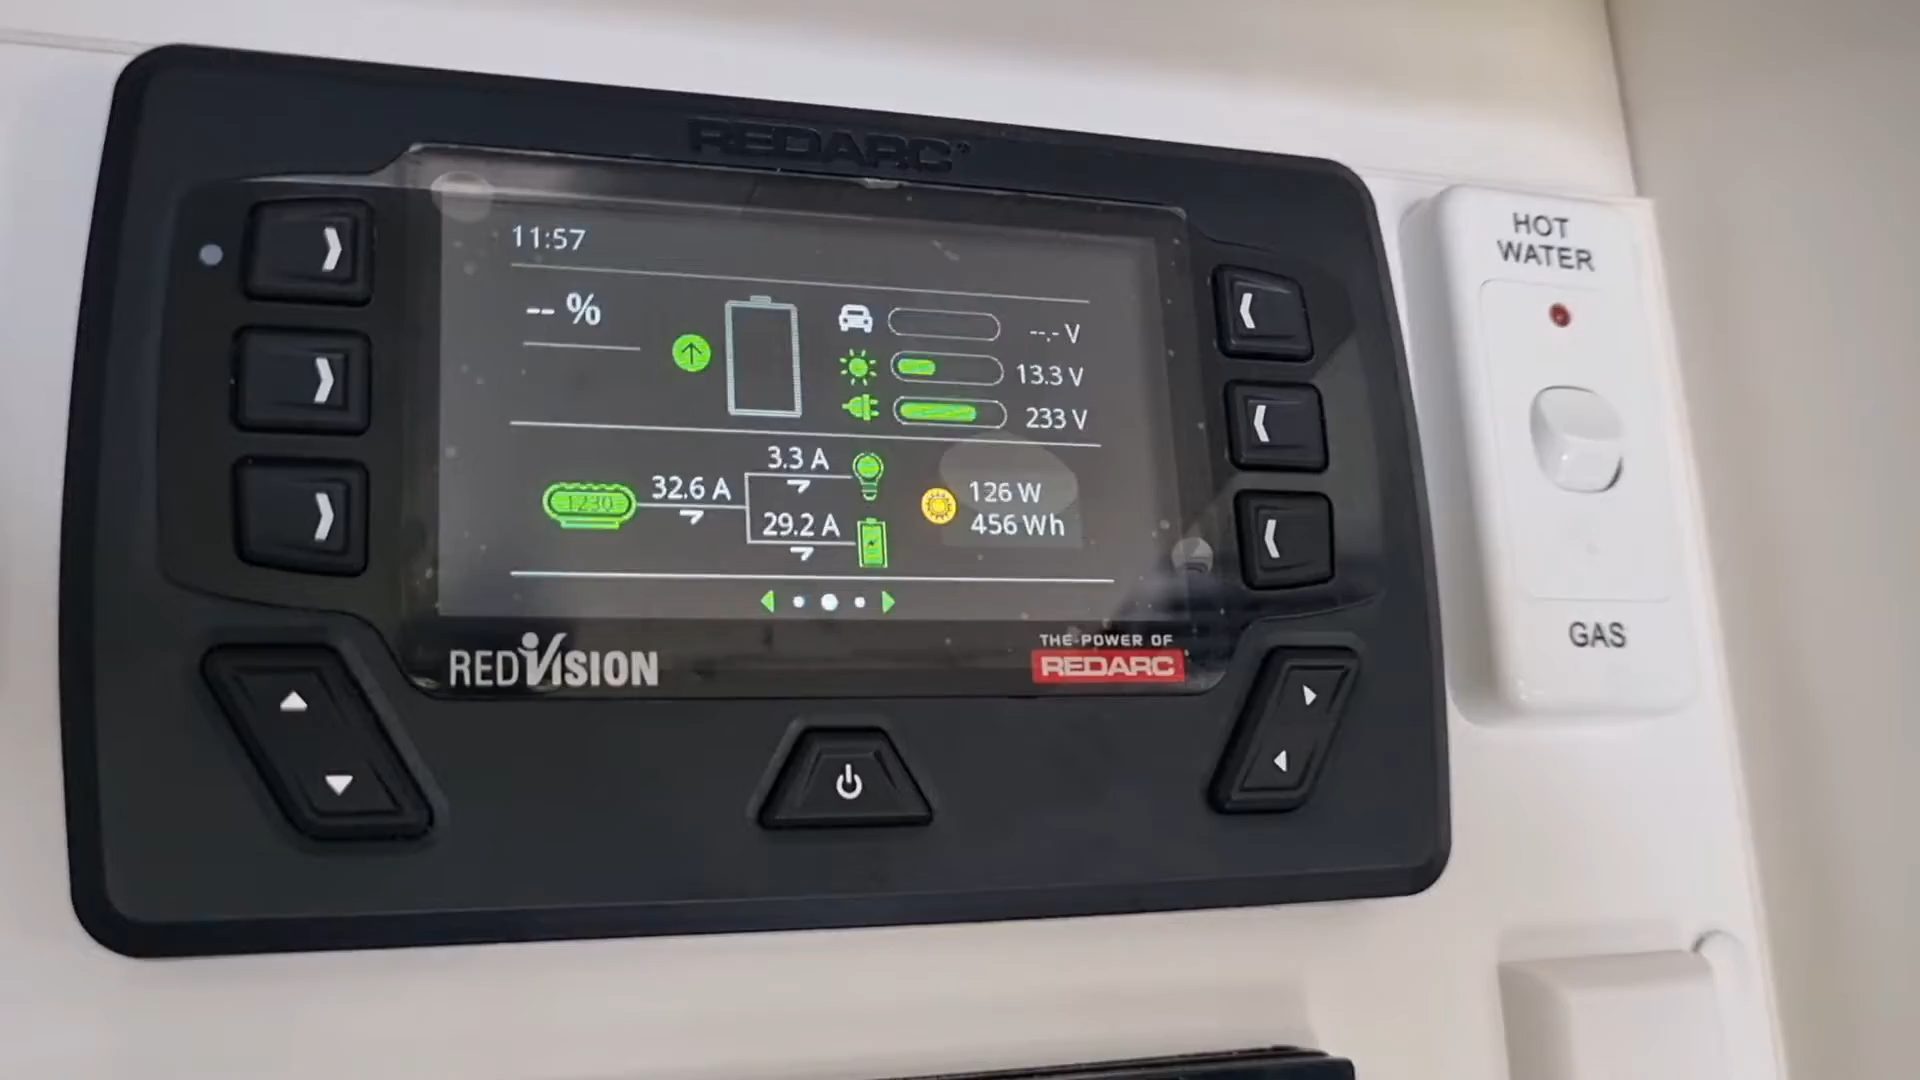 REDARC
11:57
-- %
--.- V
13.3 V
233 V
3.3 A
32.6 A
1230
29.2 A
126 W
456 Wh
REDVISION
THE POWER OF
REDARC
HOT
WATER
GAS